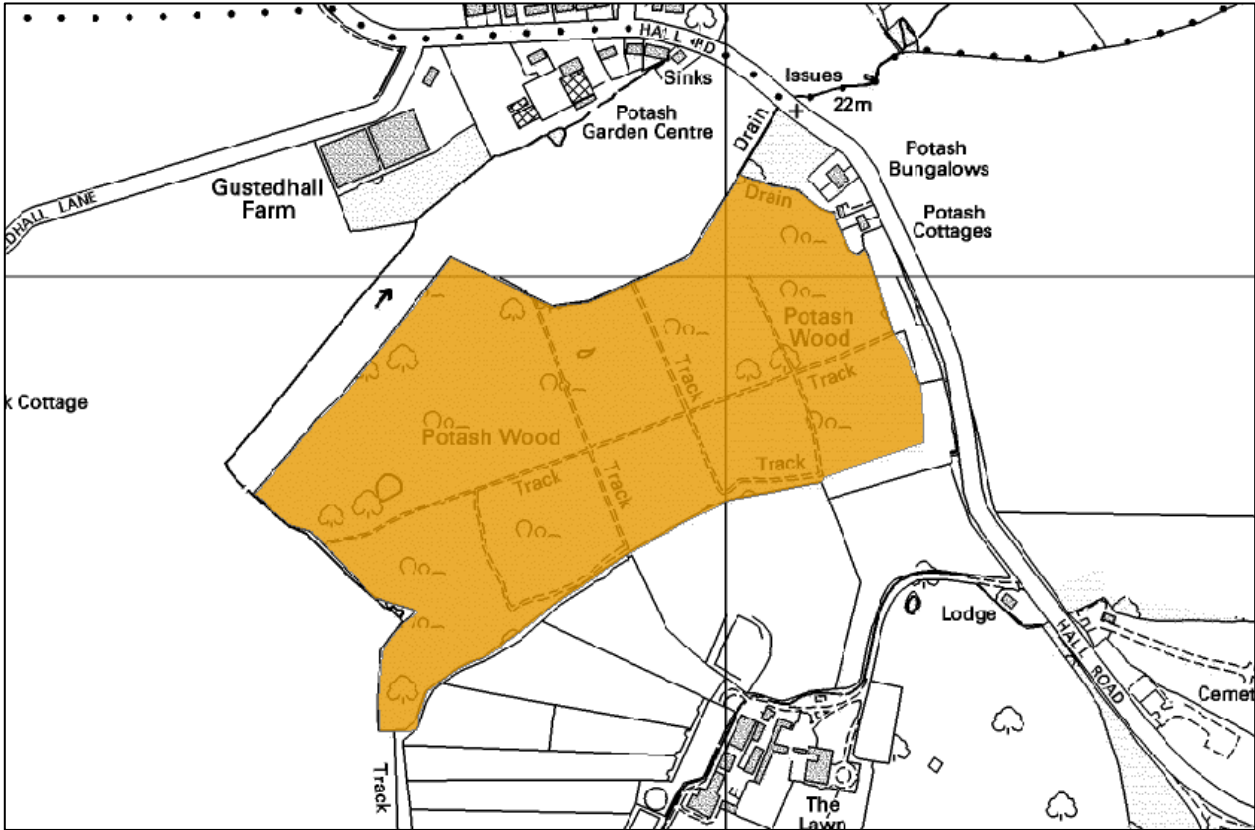 HALL RD
Sinks
Issues
22m
Potash
Garden Centre
Drain
Potash
Bungalows
Gustedhall
Farm
DHALL LANE
Drain
Potash
Cottages
Potash
Wood
Track
Track
k Cottage
Potash Wood
Track
Track
Track
Lodge
HALL ROAD
Cemet
Track
The
Lawn